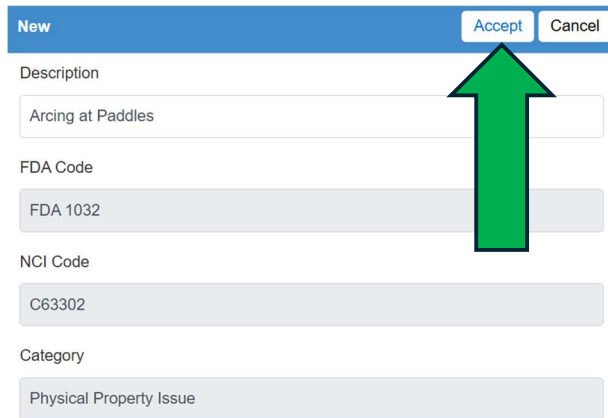 New Accept Cancel
Description
Arcing at Paddles
FDA Code
FDA 1032
NCI Code
C63302
Category
Physical Property Issue